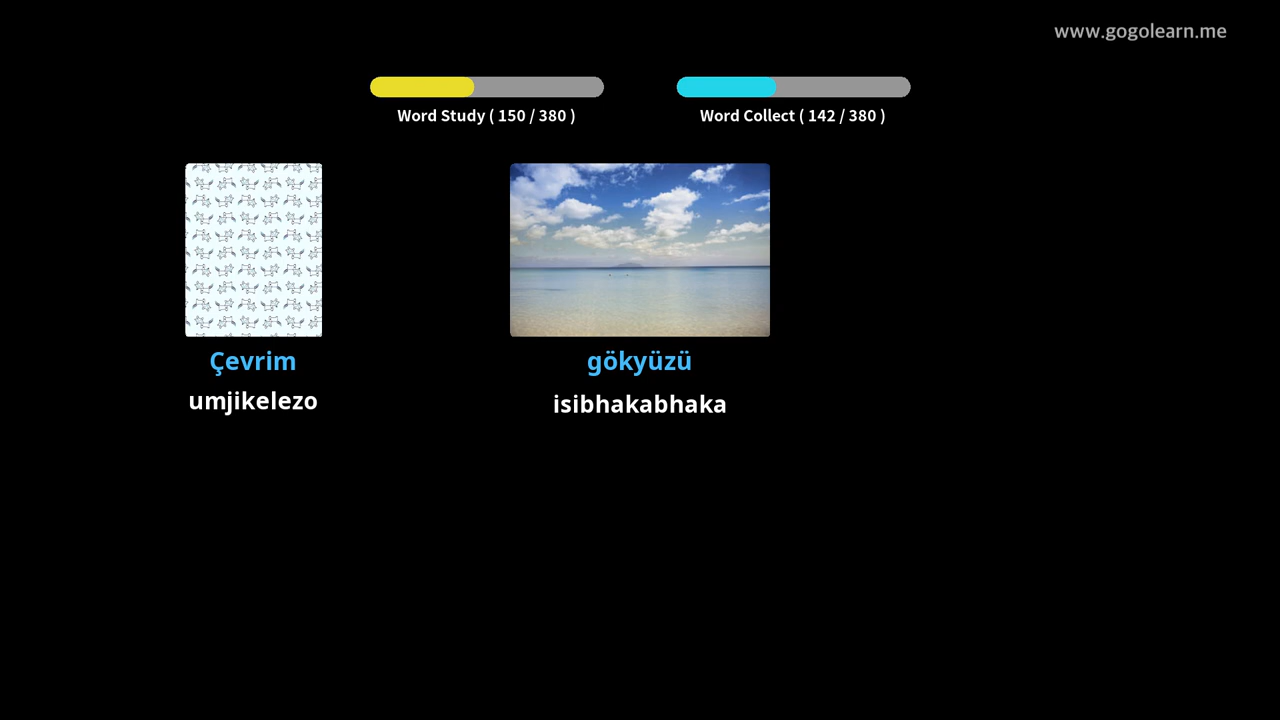 www.gogolearn.me
Word Study ( 150 / 380 )
Word Collect ( 142 / 380 )
Çevrim
umjikelezo
gökyüzü
isibhakabhaka